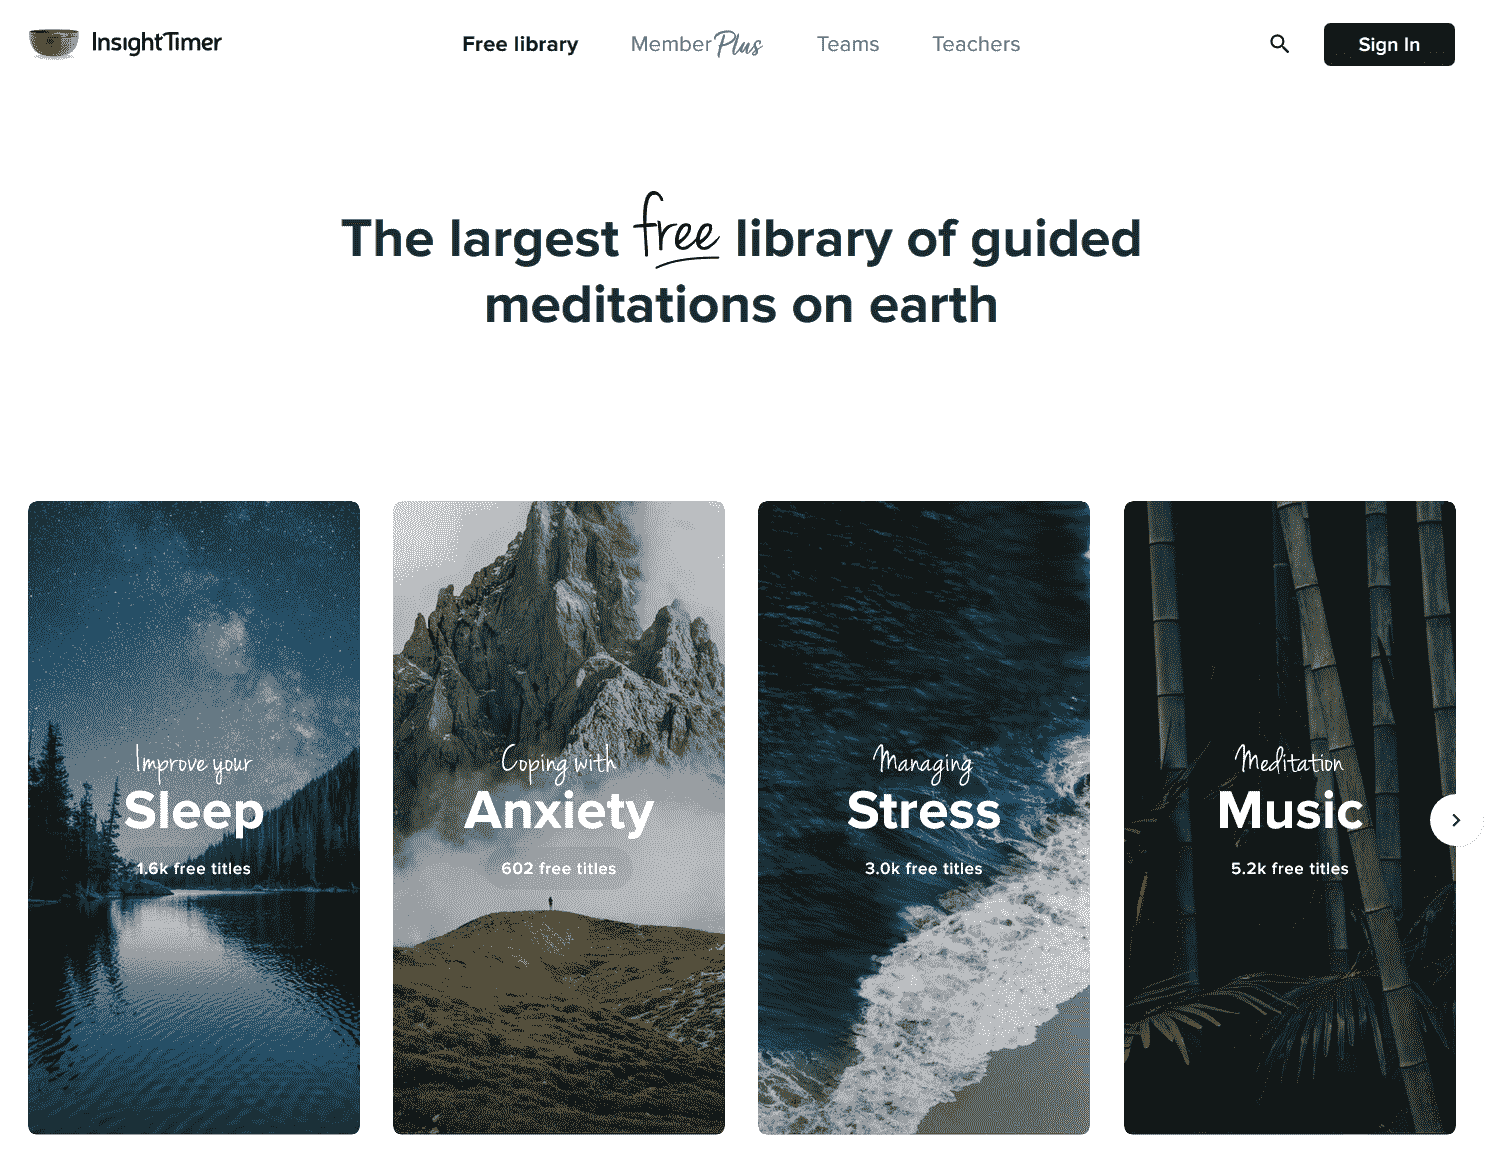 InsightTimer
Free library
MemberPlus
Teams
Teachers
Sign In
The largest free library of guided
meditations on earth
Improve your
Sleep
1.6k free titles
Coping with
Anxiety
602 free titles
Managing
Stress
3.0k free titles
Meditation
Music
5.2k free titles